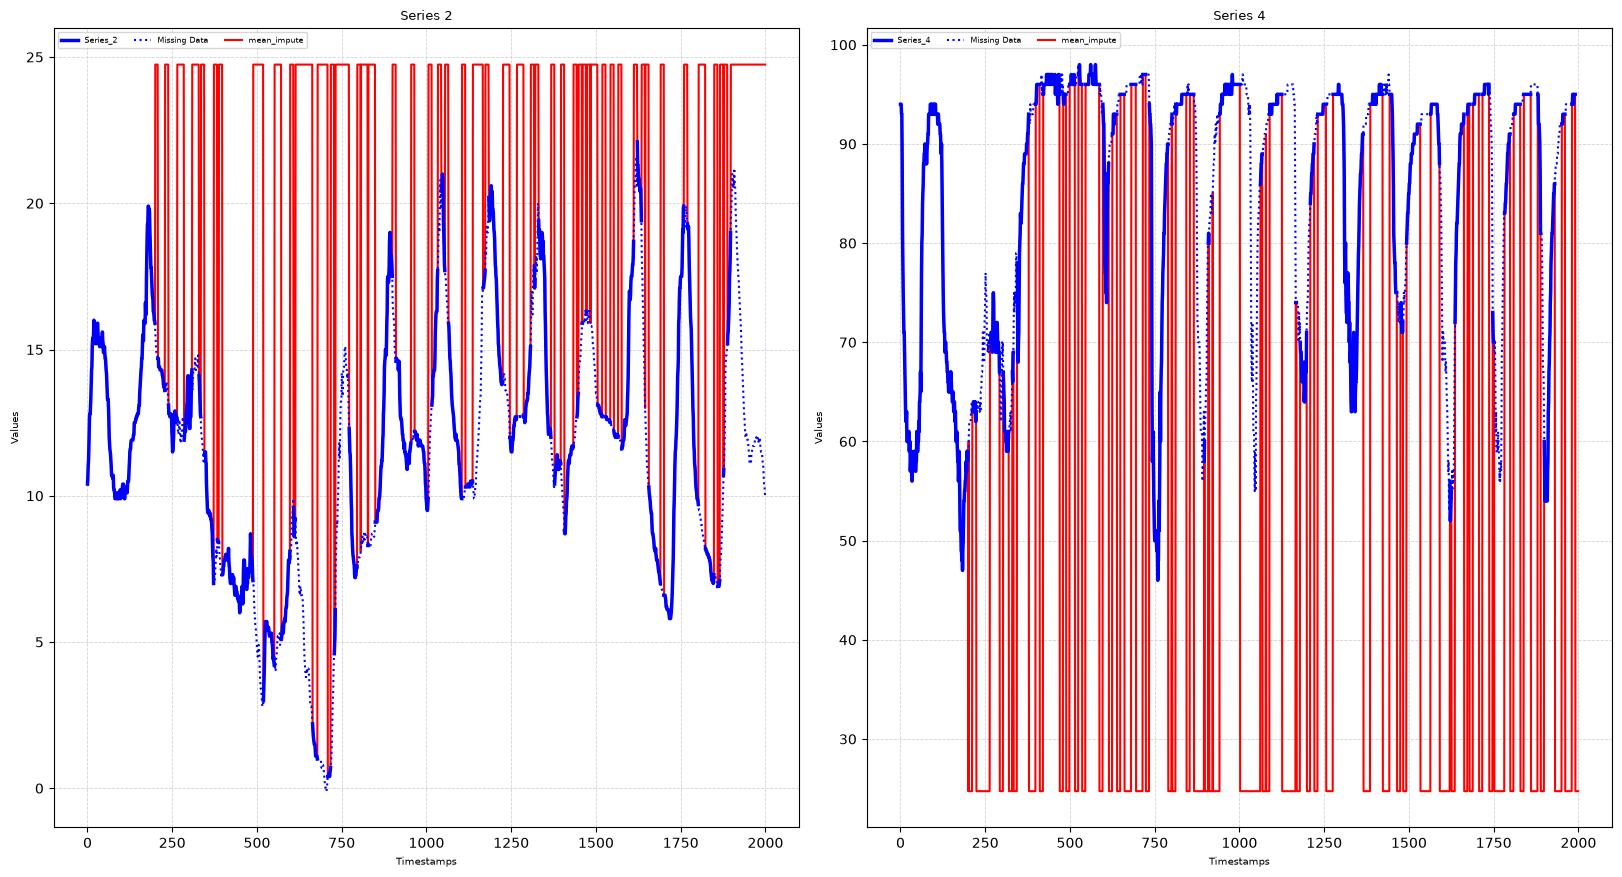 Series 2
Series_2 Missing Data mean_impute
25
20
15
10
5
0
Values
0 250 500 750 1000 1250 1500 1750 2000
Timestamps
Series 4
Series_4 Missing Data mean_impute
100
90
80
70
60
50
40
30
Values
0 250 500 750 1000 1250 1500 1750 2000
Timestamps